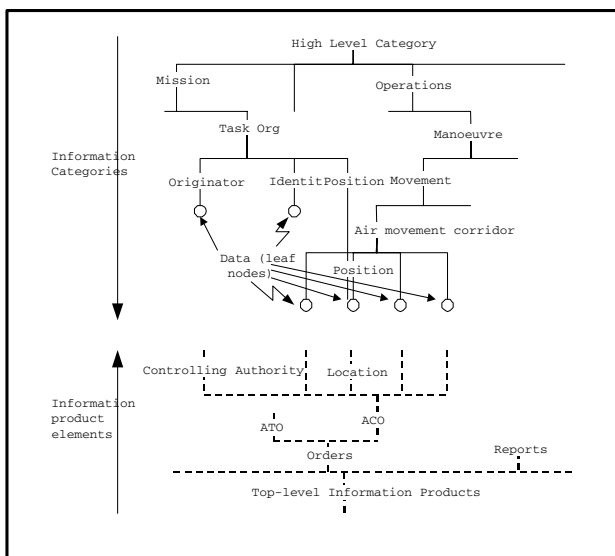 High Level Category
Mission
Operations
Task Org
Manoeuvre
Information
Categories
Originator
Identit
Position
Movement
Air movement corridor
Data (leaf
nodes)
Position
Controlling Authority
Location
Information
product
elements
ATO
ACO
Orders
Reports
Top-level Information Products